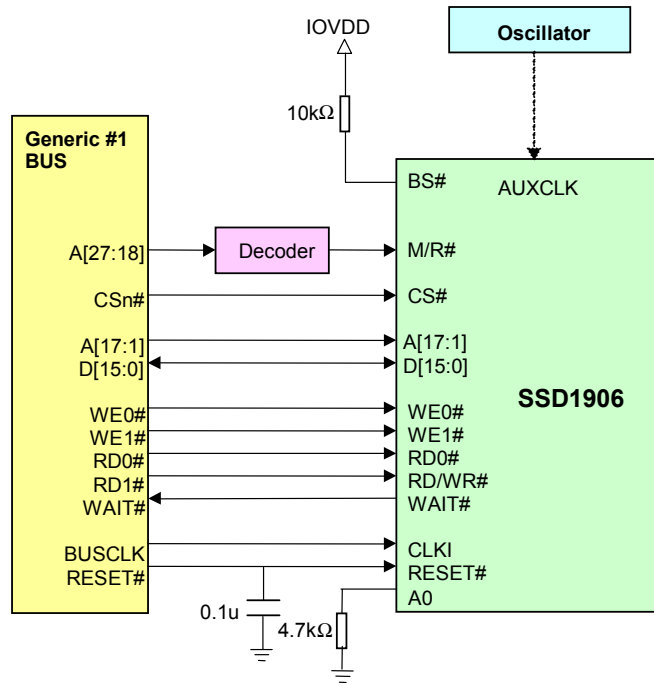 IOVDD
Oscillator
10kΩ
Generic #1
BUS
BS#
AUXCLK
A[27:18]
Decoder
M/R#
CSn#
CS#
A[17:1]
A[17:1]
D[15:0]
D[15:0]
SSD1906
WE0#
WE0#
WE1#
WE1#
RD0#
RD0#
RD1#
RD/WR#
WAIT#
WAIT#
BUSCLK
CLKI
RESET#
RESET#
A0
0.1u
4.7kΩ